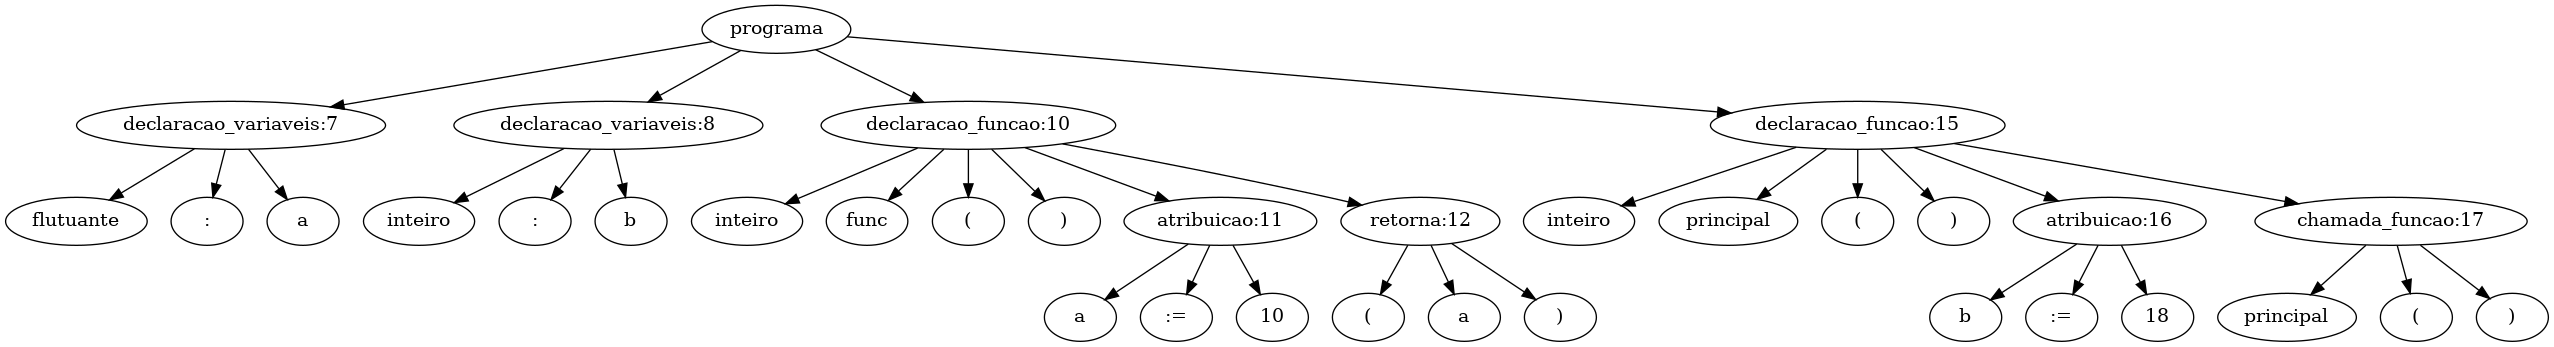 programa
declaracao_variaveis:7
declaracao_variaveis:8
declaracao_funcao:10
declaracao_funcao:15
flutuante
:
a
inteiro
:
b
inteiro
func
(
)
atribuicao:11
retorna:12
inteiro
principal
(
)
atribuicao:16
chamada_funcao:17
a
:=
10
(
a
)
b
:=
18
principal
(
)